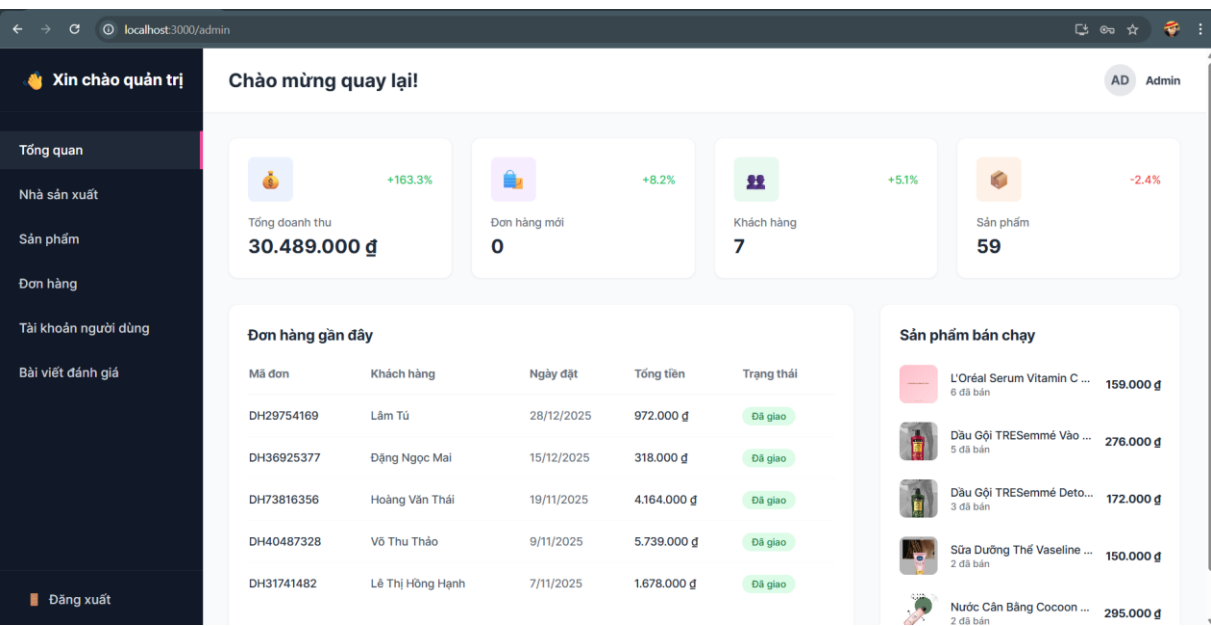 localhost:3000/admin
Xin chào quản trị
Chào mừng quay lại!
AD Admin
Tổng quan
Nhà sản xuất
Sản phẩm
Đơn hàng
Tài khoản người dùng
Bài viết đánh giá
Đăng xuất
+163.3%
Tổng doanh thu
30.489.000 ₫
+8.2%
Đơn hàng mới
0
+5.1%
Khách hàng
7
-2.4%
Sản phẩm
59
Đơn hàng gần đây
Mã đơn Khách hàng Ngày đặt Tổng tiền Trạng thái
DH29754169 Lâm Tú 28/12/2025 972.000 ₫ Đã giao
DH36925377 Đặng Ngọc Mai 15/12/2025 318.000 ₫ Đã giao
DH73816356 Hoàng Văn Thái 19/11/2025 4.164.000 ₫ Đã giao
DH40487328 Võ Thu Thảo 9/11/2025 5.739.000 ₫ Đã giao
DH31741482 Lê Thị Hồng Hạnh 7/11/2025 1.678.000 ₫ Đã giao
Sản phẩm bán chạy
L'Oréal Serum Vitamin C ... 159.000 ₫
6 đã bán
Dầu Gội TRESemmé Vào ... 276.000 ₫
5 đã bán
Dầu Gội TRESemmé Deto... 172.000 ₫
3 đã bán
Sữa Dưỡng Thể Vaseline ... 150.000 ₫
2 đã bán
Nước Cân Bằng Cocoon ... 295.000 ₫
2 đã bán